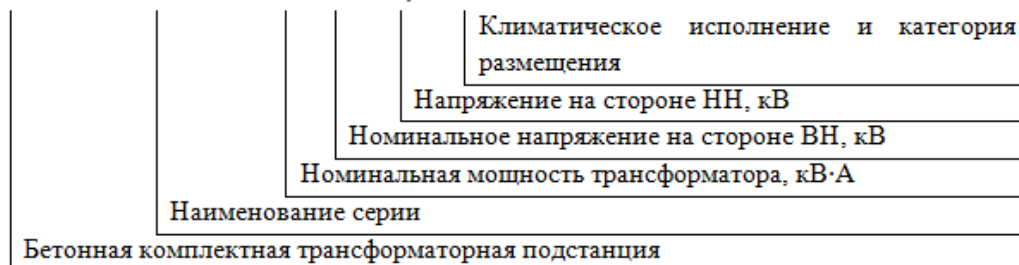 Климатическое исполнение и категория
размещения
Напряжение на стороне НН, кВ
Номинальное напряжение на стороне ВН, кВ
Номинальная мощность трансформатора, кВ·А
Наименование серии
Бетонная комплектная трансформаторная подстанция